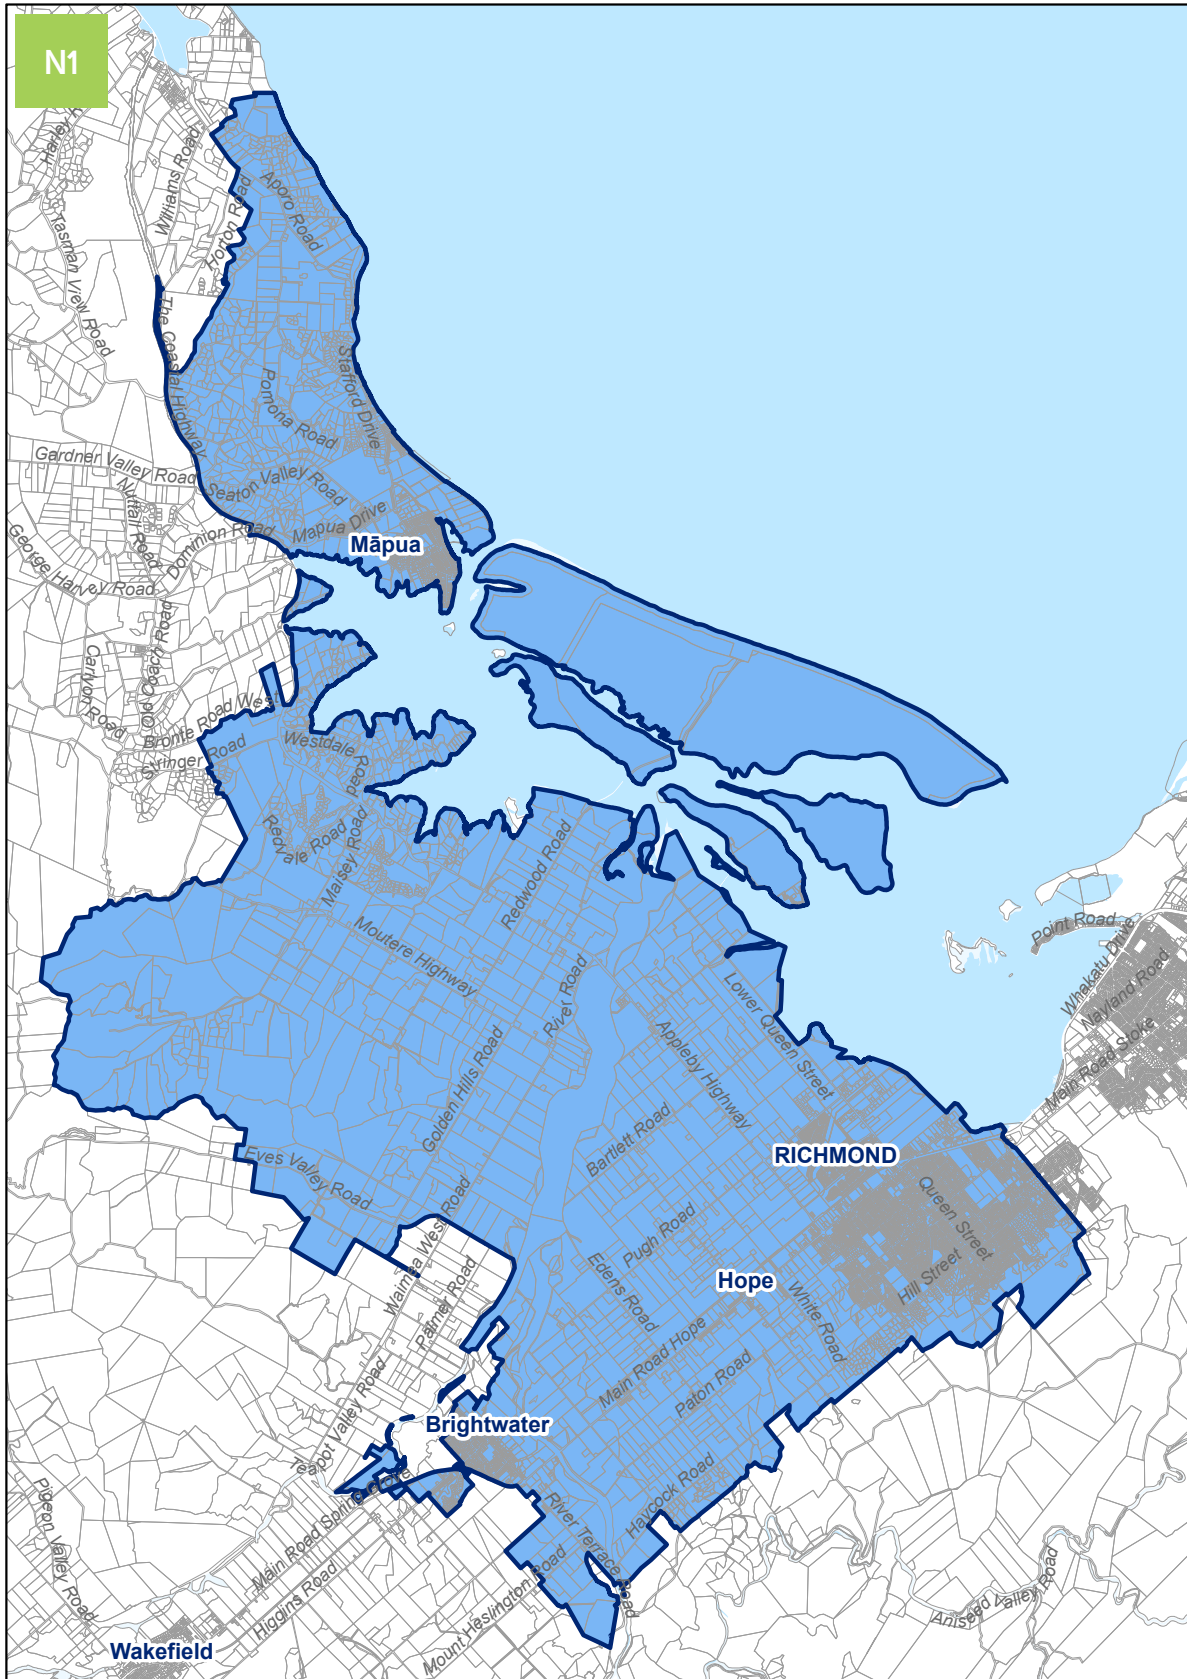 N1
Harley R
Williams Road
Aporo Road
Horton Road
Tasman View Road
The Coastal Highway
Stafford Drive
Pomona Road
Gardner Valley Road
Seaton Valley Road
Nuttall Road
Mapua Drive
Dominion Road
Māpua
George Harvey Road
Old Coach Road
Carlyon Road
Bronte Road West
Stringer Road
Westdale Road
Redvale Road
Maisey Road
Redwood Road
Moutere Highway
Point Road
Whakatu Drive
Nayland Road
Main Road Stoke
River Road
Lower Queen Street
Appleby Highway
Golden Hills Road
Bartlett Road
RICHMOND
Eves Valley Road
Queen Street
Waimea West Road
Pugh Road
Hill Street
Palmer Road
Edens Road
Hope
White Road
Main Road Hope
Paton Road
Brightwater
Teapot Valley Road
Haycock Road
Main Road Spring Grove
River Terrace Road
Pigeon Valley Road
Higgins Road
Mount Heslington Road
Aniseed Valley Road
Wakefield